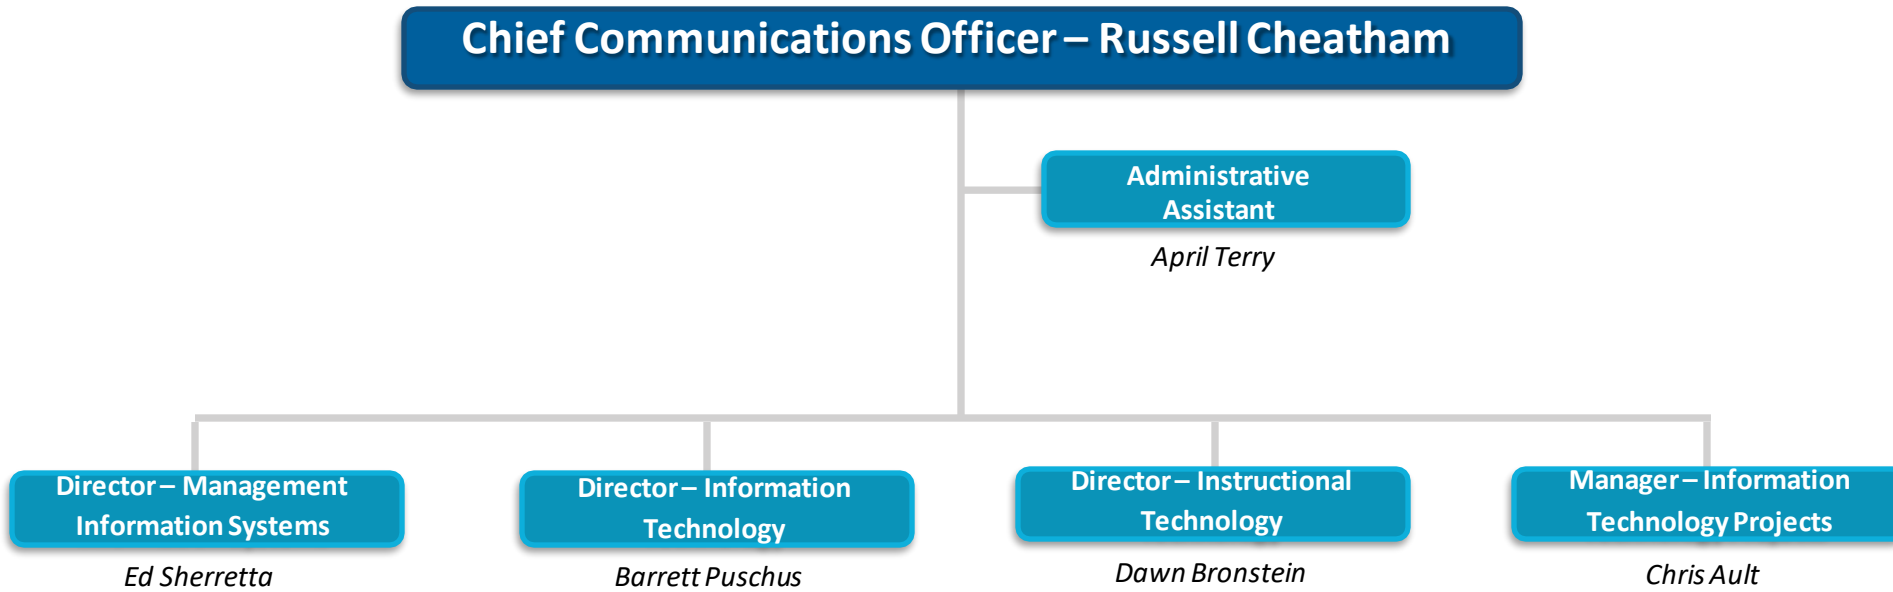 Chief Communications Officer – Russell Cheatham
Administrative
Assistant
April Terry
Director – Management
Information Systems
Ed Sherretta
Director – Information
Technology
Barrett Puschus
Director – Instructional
Technology
Dawn Bronstein
Manager – Information
Technology Projects
Chris Ault